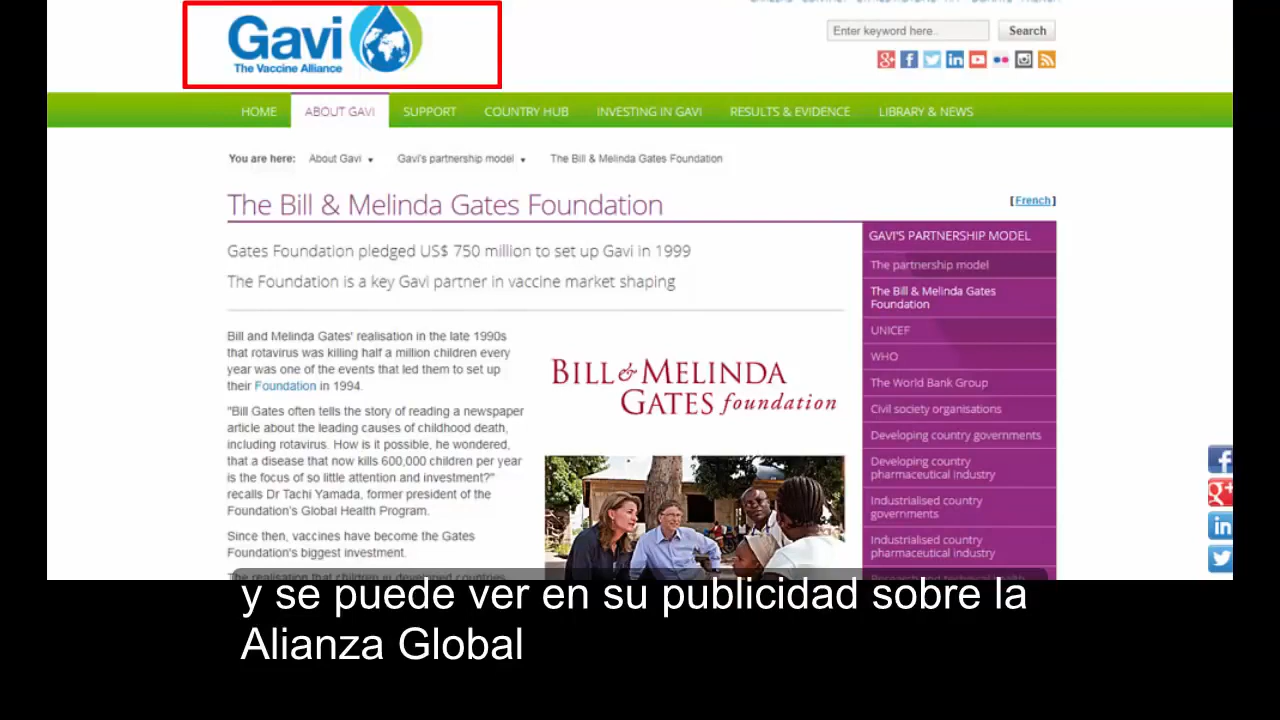 Gavi
The Vaccine Alliance
Enter keyword here..
Search
HOME
ABOUT GAVI
SUPPORT
COUNTRY HUB
INVESTING IN GAVI
RESULTS & EVIDENCE
LIBRARY & NEWS
You are here: About Gavi Gavi's partnership model The Bill & Melinda Gates Foundation
The Bill & Melinda Gates Foundation
[French]
Gates Foundation pledged US$ 750 million to set up Gavi in 1999
The Foundation is a key Gavi partner in vaccine market shaping
Bill and Melinda Gates' realisation in the late 1990s
that rotavirus was killing half a million children every
year was one of the events that led them to set up
their Foundation in 1994.
"Bill Gates often tells the story of reading a newspaper
article about the leading causes of childhood death,
including rotavirus. How is it possible, he wondered,
that a disease that now kills 600,000 children per year
is the focus of so little attention and investment?"
recalls Dr Tachi Yamada, former president of the
Foundation's Global Health Program.
Since then, vaccines have become the Gates
Foundation's biggest investment.
The realisation that children in developed countries
BILL & MELINDA
GATES foundation
GAVI'S PARTNERSHIP MODEL
The partnership model
The Bill & Melinda Gates
Foundation
UNICEF
WHO
The World Bank Group
Civil society organisations
Developing country governments
Developing country
pharmaceutical industry
Industrialised country
governments
Industrialised country
pharmaceutical industry
y se puede ver en su publicidad sobre la
Alianza Global